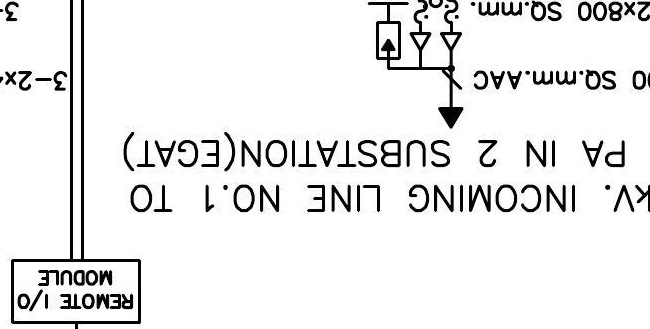 REMOTE I/O
MODULE
kV. INCOMING LINE NO.1 TO
PA IN 2 SUBSTATION(EGAT)
00 SQ.mm.AAC
3-2x
2x800 SQ.mm.
3-